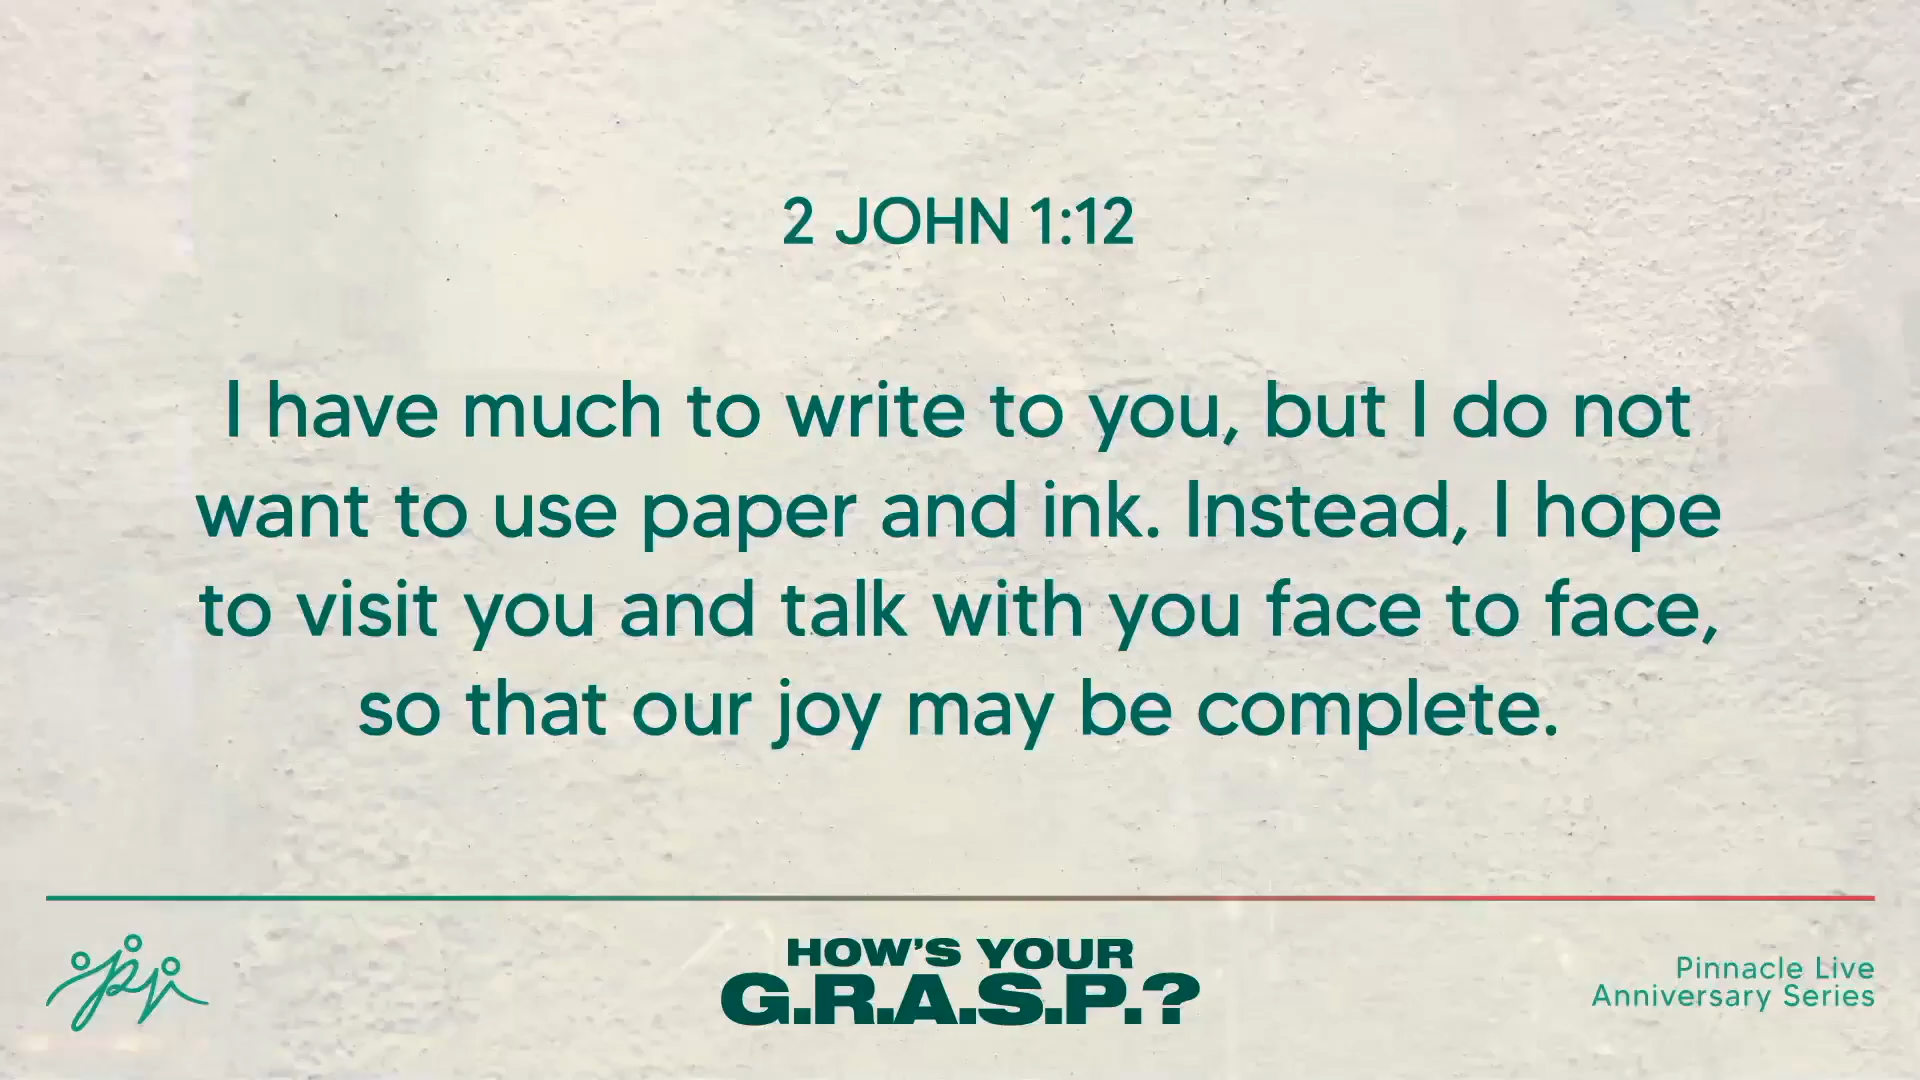 2 JOHN 1:12
I have much to write to you, but I do not
want to use paper and ink. Instead, I hope
to visit you and talk with you face to face,
so that our joy may be complete.
HOW'S YOUR
G.R.A.S.P.?
Pinnacle Live
Anniversary Series